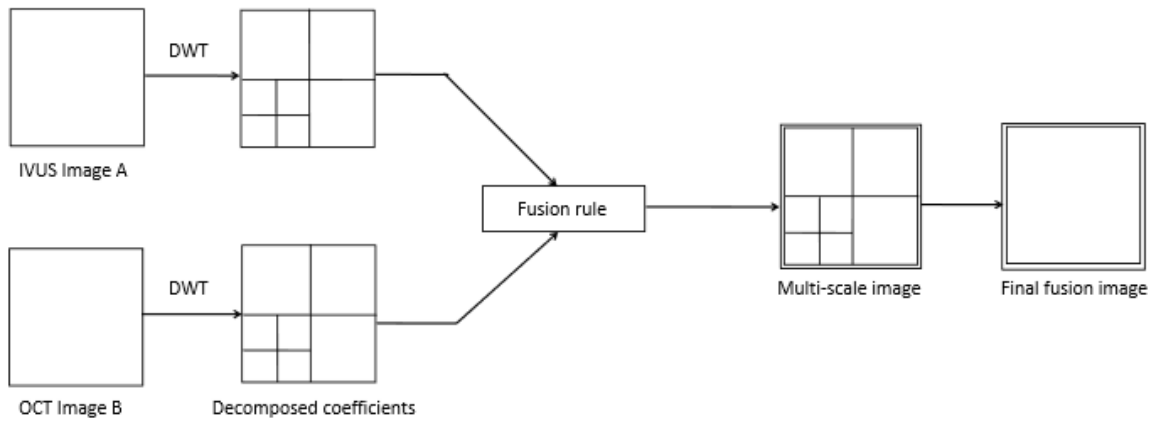 DWT
IVUS Image A
Fusion rule
DWT
Multi-scale image
Final fusion image
OCT Image B
Decomposed coefficients